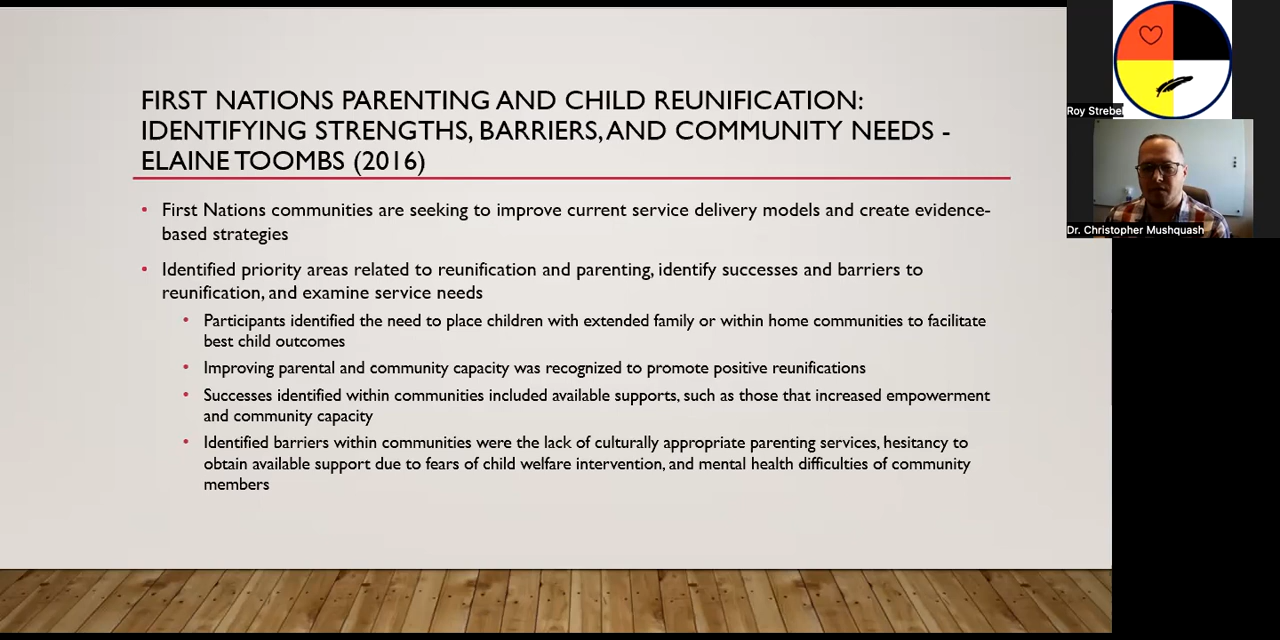 FIRST NATIONS PARENTING AND CHILD REUNIFICATION:
IDENTIFYING STRENGTHS, BARRIERS, AND COMMUNITY NEEDS -
ELAINE TOOMBS (2016)
• First Nations communities are seeking to improve current service delivery models and create evidence-
based strategies
• Identified priority areas related to reunification and parenting, identify successes and barriers to
reunification, and examine service needs
• Participants identified the need to place children with extended family or within home communities to facilitate
best child outcomes
• Improving parental and community capacity was recognized to promote positive reunifications
• Successes identified within communities included available supports, such as those that increased empowerment
and community capacity
• Identified barriers within communities were the lack of culturally appropriate parenting services, hesitancy to
obtain available support due to fears of child welfare intervention, and mental health difficulties of community
members
Roy Strebel
Dr. Christopher Mushquash